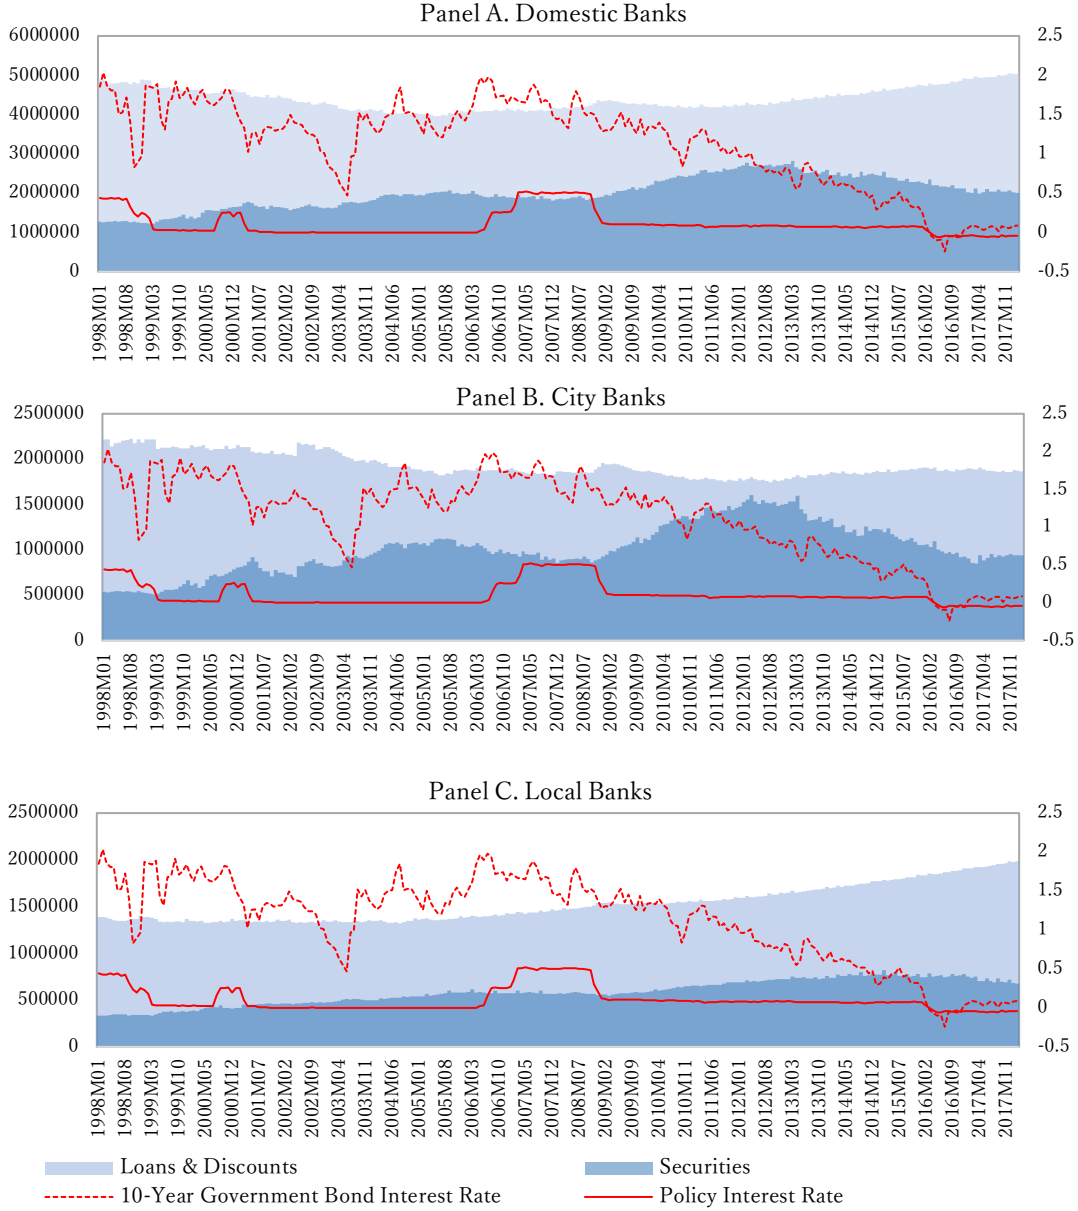 Panel A. Domestic Banks
6000000
5000000
4000000
3000000
2000000
1000000
0
2.5
2
1.5
1
0.5
0
-0.5
1998M01
1998M08
1999M03
1999M10
2000M05
2000M12
2001M07
2002M02
2002M09
2003M04
2003M11
2004M06
2005M01
2005M08
2006M03
2006M10
2007M05
2007M12
2008M07
2009M02
2009M09
2010M04
2010M11
2011M06
2012M01
2012M08
2013M03
2013M10
2014M05
2014M12
2015M07
2016M02
2016M09
2017M04
2017M11
Panel B. City Banks
2500000
2000000
1500000
1000000
500000
0
2.5
2
1.5
1
0.5
0
-0.5
1998M01
1998M08
1999M03
1999M10
2000M05
2000M12
2001M07
2002M02
2002M09
2003M04
2003M11
2004M06
2005M01
2005M08
2006M03
2006M10
2007M05
2007M12
2008M07
2009M02
2009M09
2010M04
2010M11
2011M06
2012M01
2012M08
2013M03
2013M10
2014M05
2014M12
2015M07
2016M02
2016M09
2017M04
2017M11
Panel C. Local Banks
2500000
2000000
1500000
1000000
500000
0
2.5
2
1.5
1
0.5
0
-0.5
1998M01
1998M08
1999M03
1999M10
2000M05
2000M12
2001M07
2002M02
2002M09
2003M04
2003M11
2004M06
2005M01
2005M08
2006M03
2006M10
2007M05
2007M12
2008M07
2009M02
2009M09
2010M04
2010M11
2011M06
2012M01
2012M08
2013M03
2013M10
2014M05
2014M12
2015M07
2016M02
2016M09
2017M04
2017M11
Loans & Discounts
Securities
10-Year Government Bond Interest Rate
Policy Interest Rate